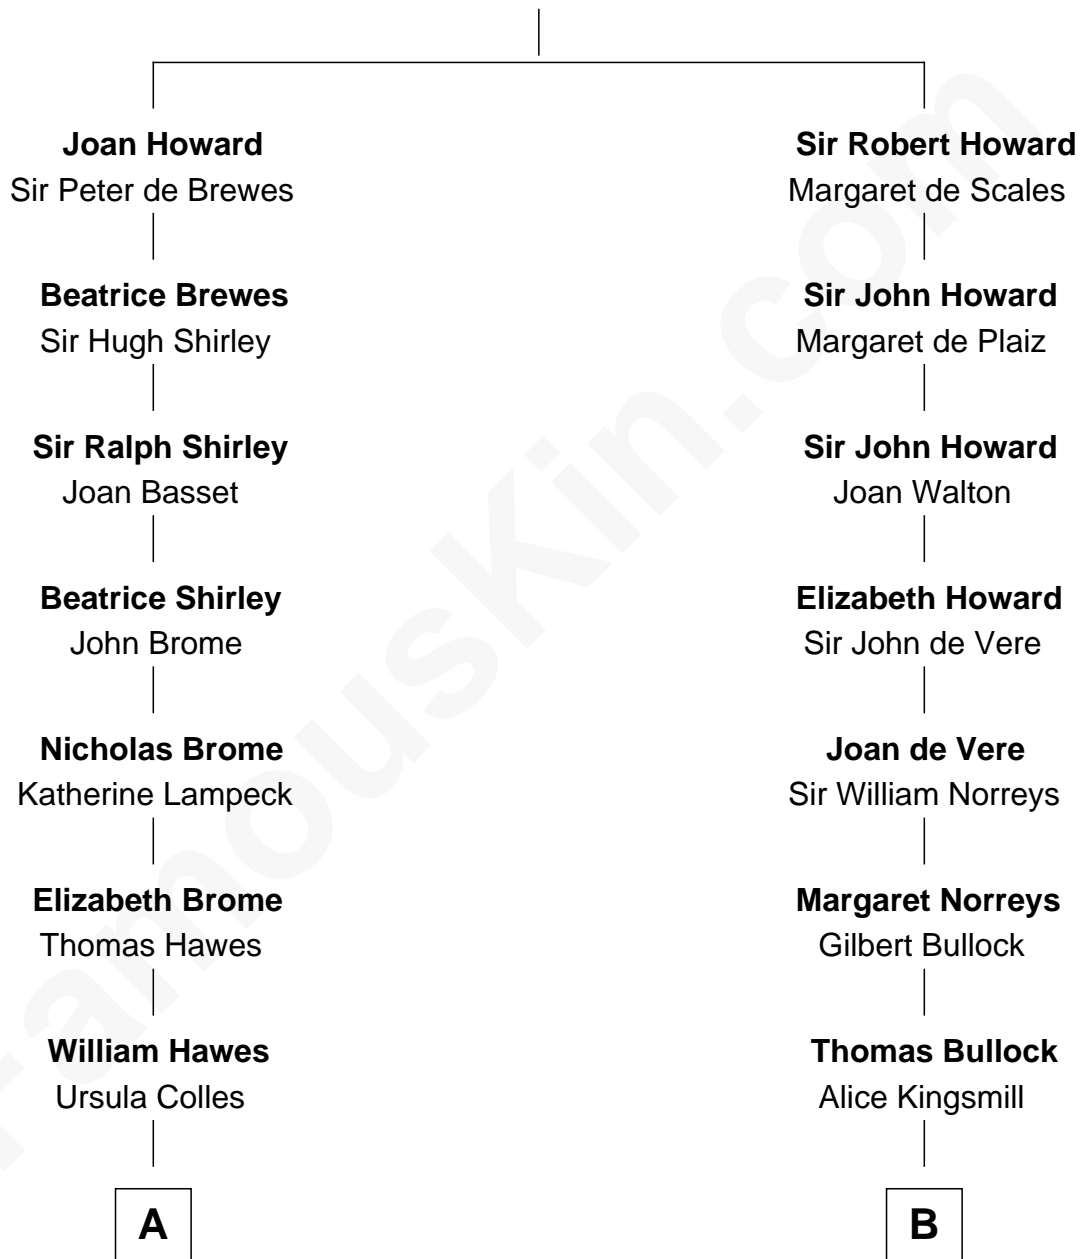 Joan Howard
Sir Peter de Brewes
Beatrice Brewes
Sir Hugh Shirley
Sir Ralph Shirley
Joan Basset
Beatrice Shirley
John Brome
Nicholas Brome
Katherine Lampeck
Elizabeth Brome
Thomas Hawes
William Hawes
Ursula Colles
A
Sir Robert Howard
Margaret de Scales
Sir John Howard
Margaret de Plaiz
Sir John Howard
Joan Walton
Elizabeth Howard
Sir John de Vere
Joan de Vere
Sir William Norreys
Margaret Norreys
Gilbert Bullock
Thomas Bullock
Alice Kingsmill
B
FamousKin.com